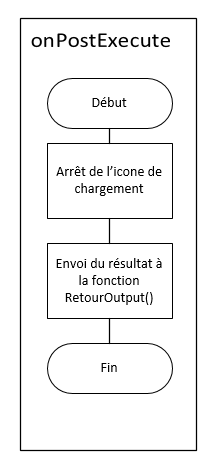 onPostExecute
Début
Arrêt de l'icone de
chargement
Envoi du résultat à
la fonction
RetourOutput()
Fin